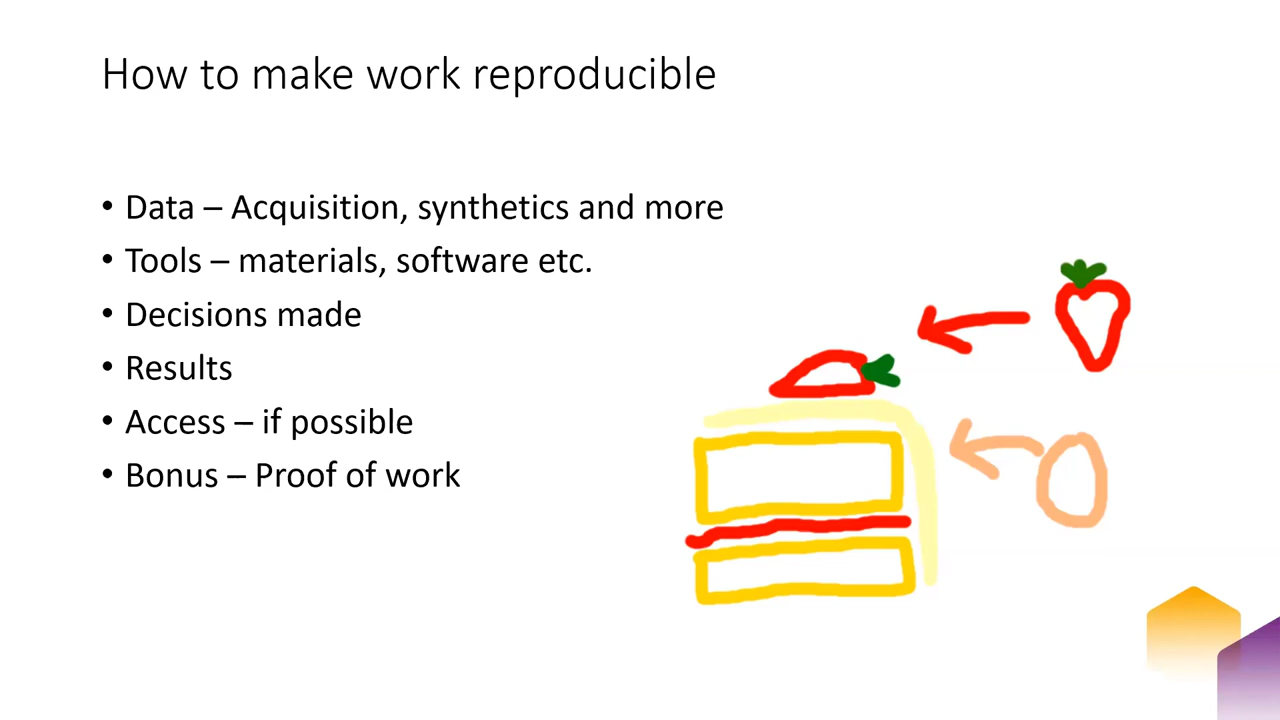 How to make work reproducible
• Data – Acquisition, synthetics and more
• Tools – materials, software etc.
• Decisions made
• Results
• Access – if possible
• Bonus – Proof of work